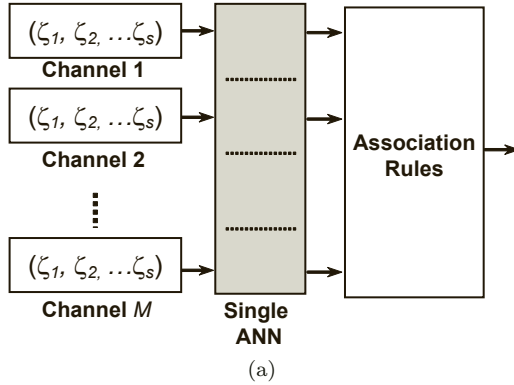 (ζ1, ζ2, ...ζs)
Channel 1
(ζ1, ζ2, ...ζs)
Channel 2
(ζ1, ζ2, ...ζs)
Channel M
Single
ANN
Association
Rules
(a)